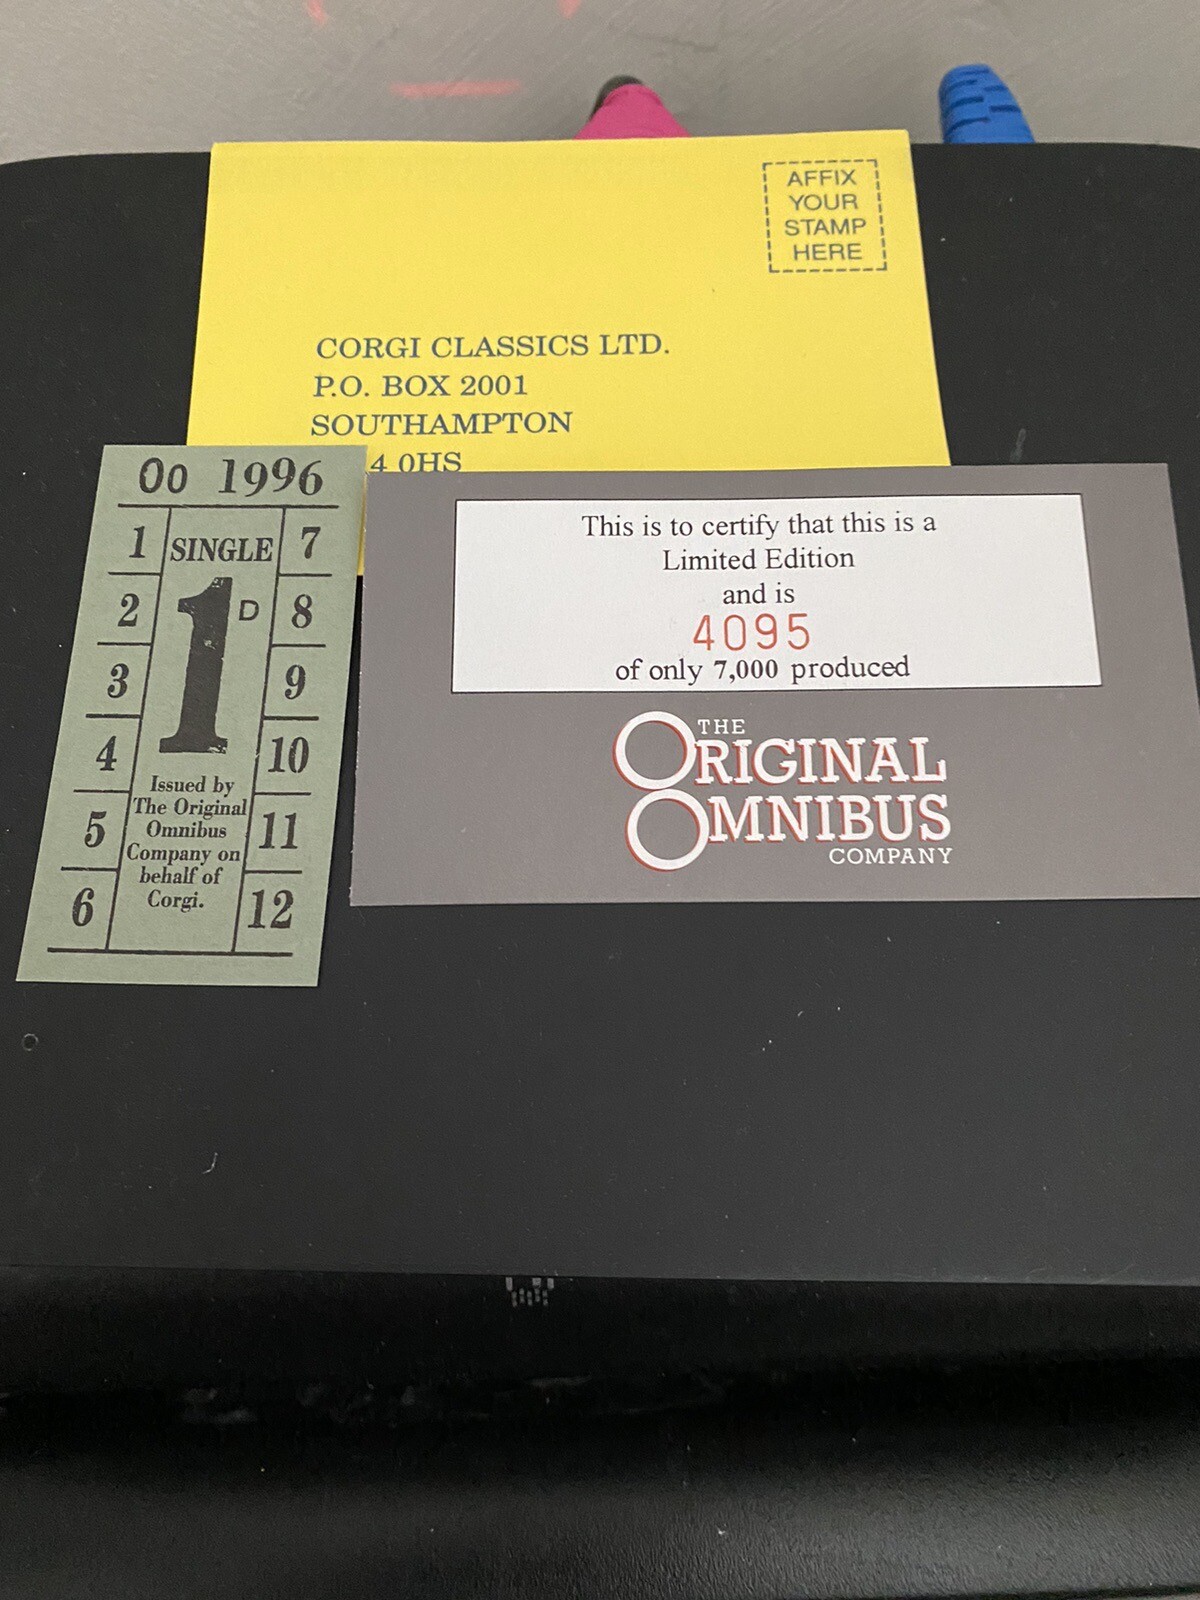 AFFIX
YOUR
STAMP
HERE
CORGI CLASSICS LTD.
P.O. BOX 2001
SOUTHAMPTON
4 0HS
Oo 1996
SINGLE
1 D
1
2
3
4
5
6
7
8
9
10
11
12
Issued by
The Original
Omnibus
Company on
behalf of
Corgi.
This is to certify that this is a
Limited Edition
and is
4095
of only 7,000 produced
THE
ORIGINAL
OMNIBUS
COMPANY